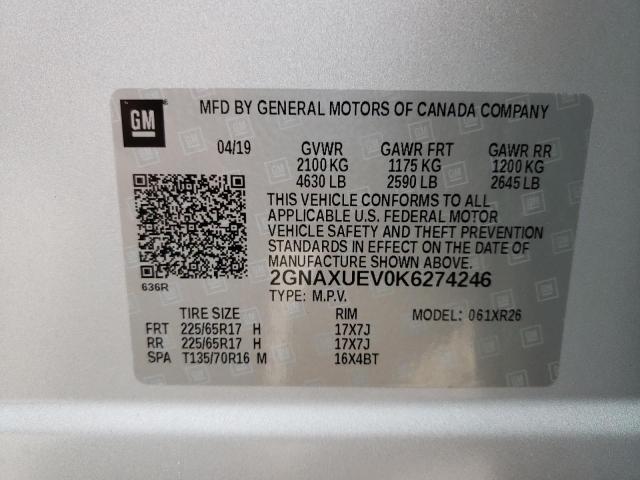 GM
MFD BY GENERAL MOTORS OF CANADA COMPANY
04/19 GVWR GAWR FRT GAWR RR
2100 KG 1175 KG 1200 KG
4630 LB 2590 LB 2645 LB
THIS VEHICLE CONFORMS TO ALL
APPLICABLE U.S. FEDERAL MOTOR
VEHICLE SAFETY AND THEFT PREVENTION
STANDARDS IN EFFECT ON THE DATE OF
MANUFACTURE SHOWN ABOVE.
2GNAXUEV0K6274246
636R
TYPE: M.P.V.
TIRE SIZE RIM MODEL: 061XR26
FRT 225/65R17 H 17X7J
RR 225/65R17 H 17X7J
SPA T135/70R16 M 16X4BT